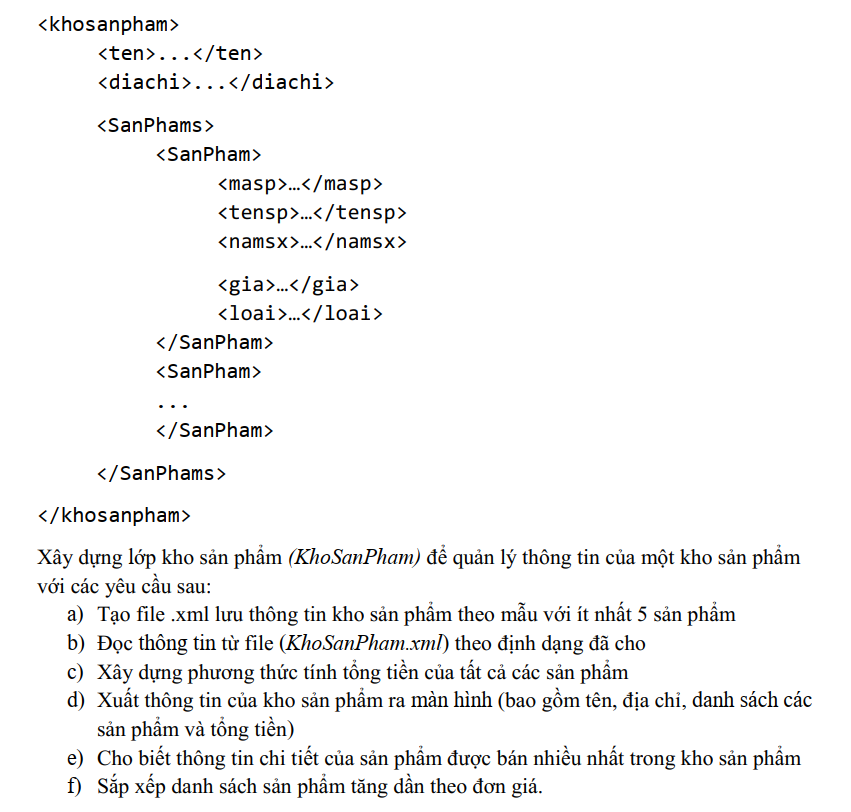 <khosanpham>
<ten>...</ten>
<diachi>...</diachi>
<SanPhams>
<SanPham>
<masp>…</masp>
<tensp>…</tensp>
<namsx>…</namsx>
<gia>…</gia>
<loai>…</loai>
</SanPham>
<SanPham>
...
</SanPham>
</SanPhams>
</khosanpham>
Xây dựng lớp kho sản phẩm (KhoSanPham) để quản lý thông tin của một kho sản phẩm
với các yêu cầu sau:
a) Tạo file .xml lưu thông tin kho sản phẩm theo mẫu với ít nhất 5 sản phẩm
b) Đọc thông tin từ file (KhoSanPham.xml) theo định dạng đã cho
c) Xây dựng phương thức tính tổng tiền của tất cả các sản phẩm
d) Xuất thông tin của kho sản phẩm ra màn hình (bao gồm tên, địa chỉ, danh sách các
sản phẩm và tổng tiền)
e) Cho biết thông tin chi tiết của sản phẩm được bán nhiều nhất trong kho sản phẩm
f) Sắp xếp danh sách sản phẩm tăng dần theo đơn giá.